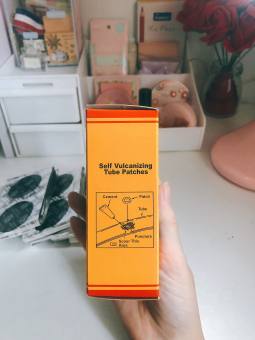 Self Vulcanizing
Tube Patches
Cement
Patch
Tube
Puncture
Scour This
Area